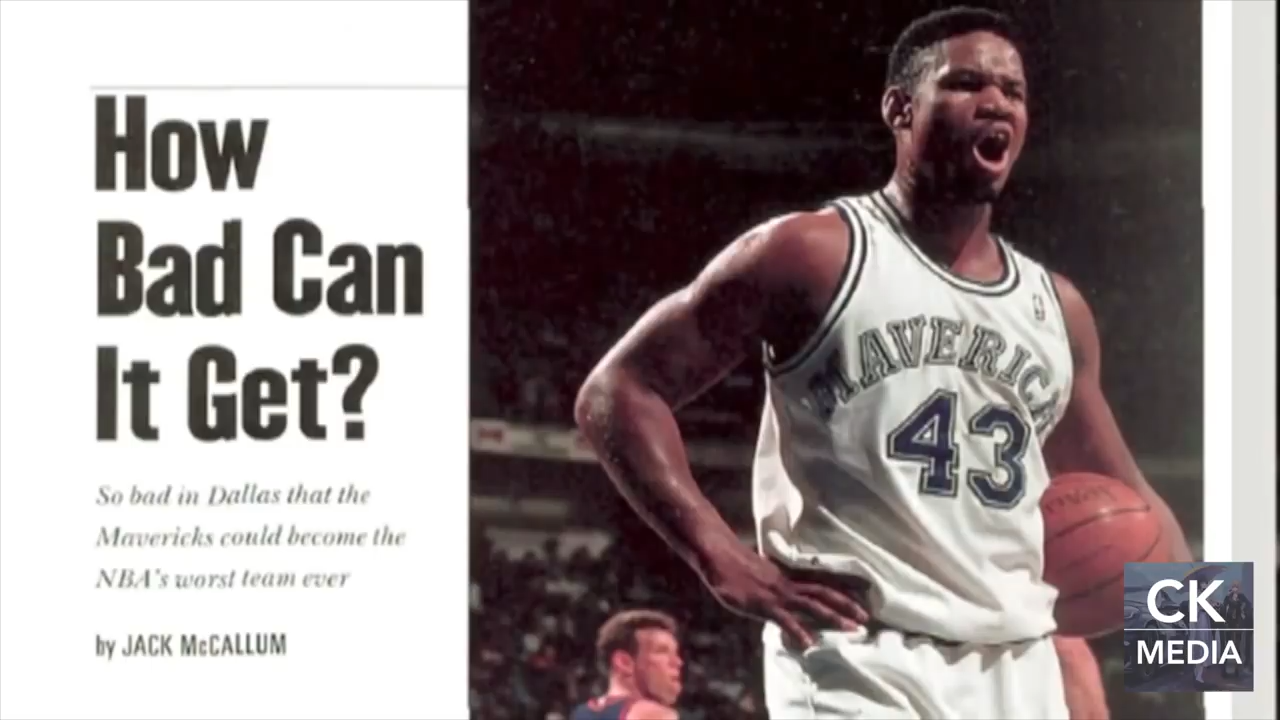 How
Bad Can
It Get?
So bad in Dallas that the
Mavericks could become the
NBA's worst team ever
by JACK McCALLUM
MAVERICK
43
CK
MEDIA